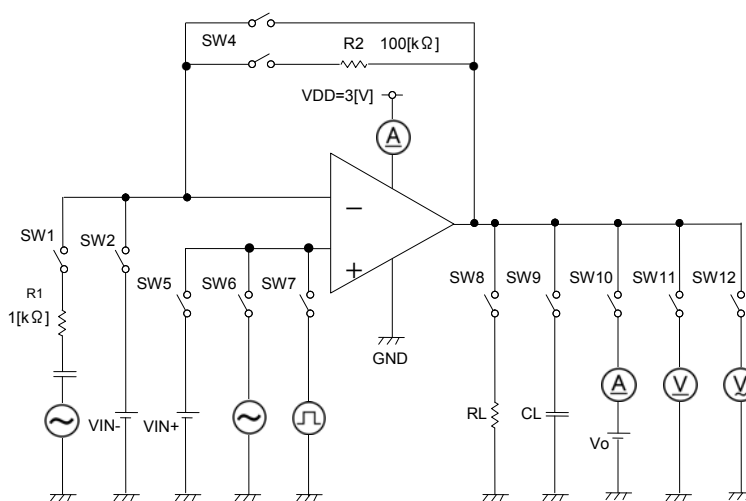 SW4
R2 100[kΩ]
VDD=3[V]
A
−
+
SW1
SW2
SW5
SW6
SW7
SW8
SW9
SW10
SW11
SW12
R1
1[kΩ]
GND
VIN-
VIN+
RL
CL
A
V
V
Vo